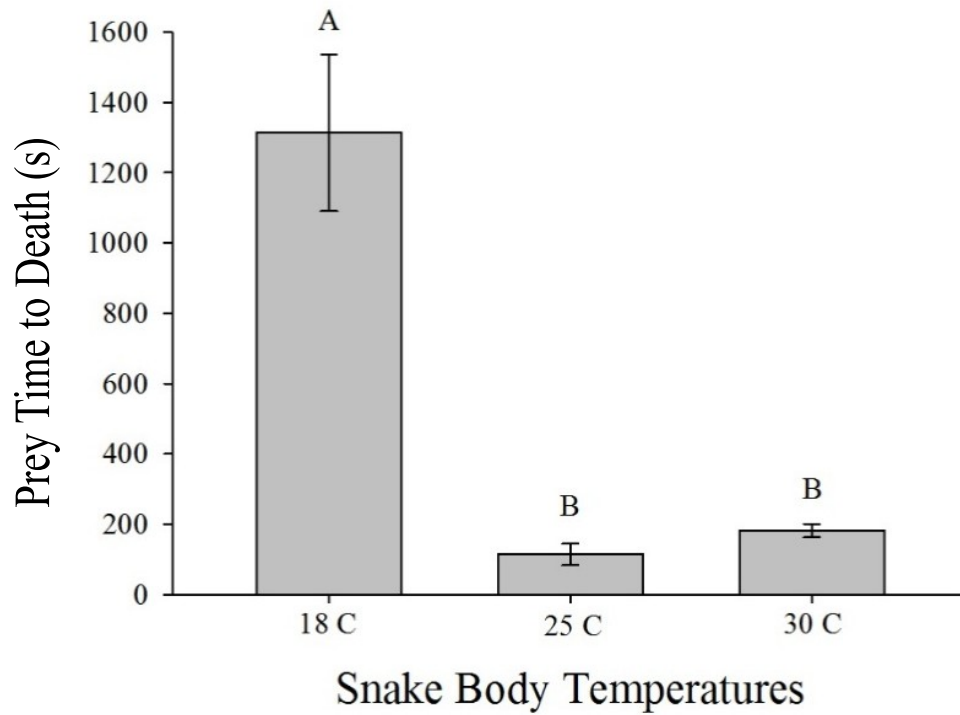 A
1600
1400
1200
1000
800
600
400
200
0
Prey Time to Death (s)
B
B
18 C
25 C
30 C
Snake Body Temperatures